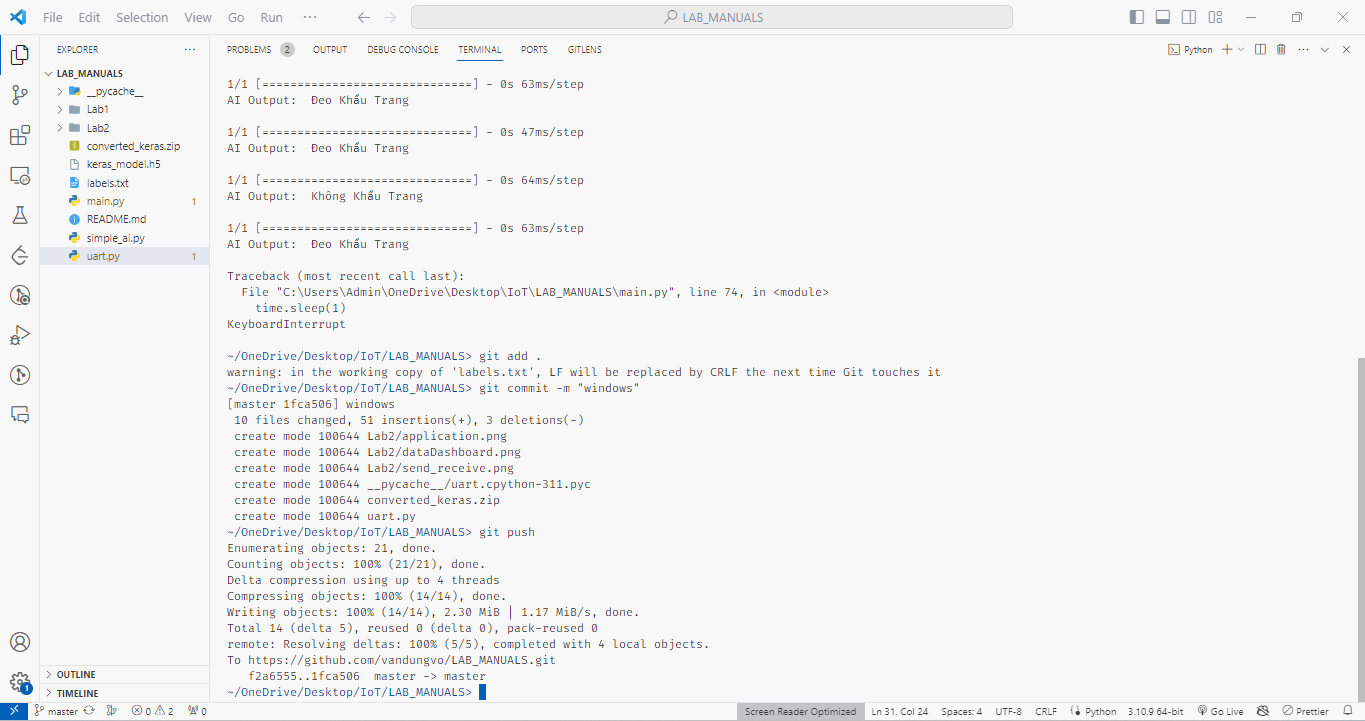 File Edit Selection View Go Run ··· LAB_MANUALS
EXPLORER ···
LAB_MANUALS
__pycache__
Lab1
Lab2
converted_keras.zip
keras_model.h5
labels.txt
main.py 1
README.md
simple_ai.py
uart.py 1
OUTLINE
TIMELINE
1
PROBLEMS 2 OUTPUT DEBUG CONSOLE TERMINAL PORTS GITLENS Python
1/1 [==============================] - 0s 63ms/step
AI Output:  Đeo Khẩu Trang
1/1 [==============================] - 0s 47ms/step
AI Output:  Đeo Khẩu Trang
1/1 [==============================] - 0s 64ms/step
AI Output:  Không Khẩu Trang
1/1 [==============================] - 0s 63ms/step
AI Output:  Đeo Khẩu Trang
Traceback (most recent call last):
  File "C:\Users\Admin\OneDrive\Desktop\IoT\LAB_MANUALS\main.py", line 74, in <module>
    time.sleep(1)
KeyboardInterrupt
~/OneDrive/Desktop/IoT/LAB_MANUALS> git add .
warning: in the working copy of 'labels.txt', LF will be replaced by CRLF the next time Git touches it
~/OneDrive/Desktop/IoT/LAB_MANUALS> git commit -m "windows"
[master 1fca506] windows
 10 files changed, 51 insertions(+), 3 deletions(-)
 create mode 100644 Lab2/application.png
 create mode 100644 Lab2/dataDashboard.png
 create mode 100644 Lab2/send_receive.png
 create mode 100644 __pycache__/uart.cpython-311.pyc
 create mode 100644 converted_keras.zip
 create mode 100644 uart.py
~/OneDrive/Desktop/IoT/LAB_MANUALS> git push
Enumerating objects: 21, done.
Counting objects: 100% (21/21), done.
Delta compression using up to 4 threads
Compressing objects: 100% (14/14), done.
Writing objects: 100% (14/14), 2.30 MiB | 1.17 MiB/s, done.
Total 14 (delta 5), reused 0 (delta 0), pack-reused 0
remote: Resolving deltas: 100% (5/5), completed with 4 local objects.
To https://github.com/vandungvo/LAB_MANUALS.git
   f2a6555..1fca506  master -> master
~/OneDrive/Desktop/IoT/LAB_MANUALS>
master 0 2 0 Screen Reader Optimized Ln 31, Col 24 Spaces: 4 UTF-8 CRLF Python 3.10.9 64-bit Go Live Prettier